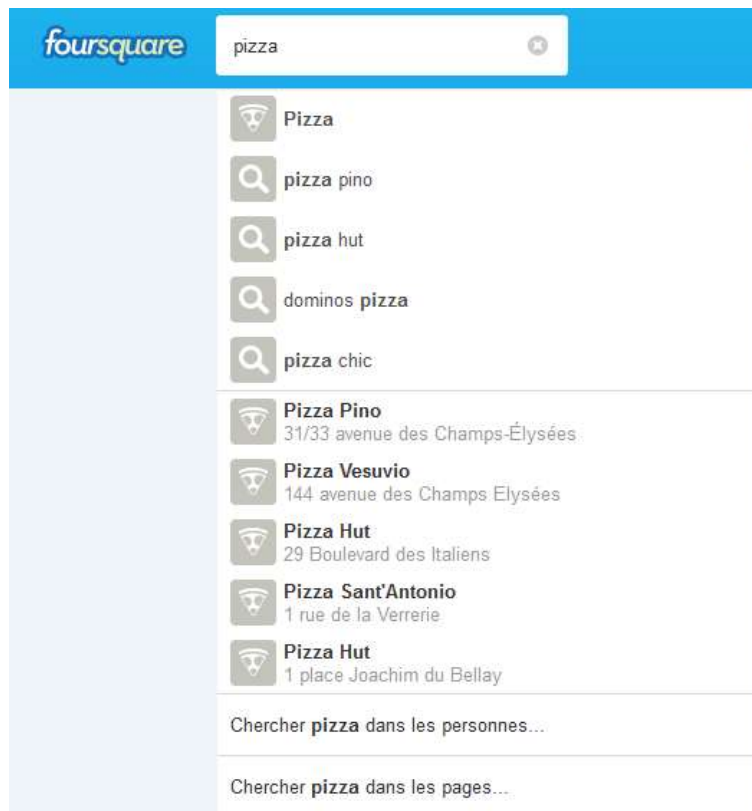 foursquare
pizza
Pizza
pizza pino
pizza hut
dominos pizza
pizza chic
Pizza Pino
31/33 avenue des Champs-Élysées
Pizza Vesuvio
144 avenue des Champs Elysées
Pizza Hut
29 Boulevard des Italiens
Pizza Sant'Antonio
1 rue de la Verrerie
Pizza Hut
1 place Joachim du Bellay
Chercher pizza dans les personnes...
Chercher pizza dans les pages...